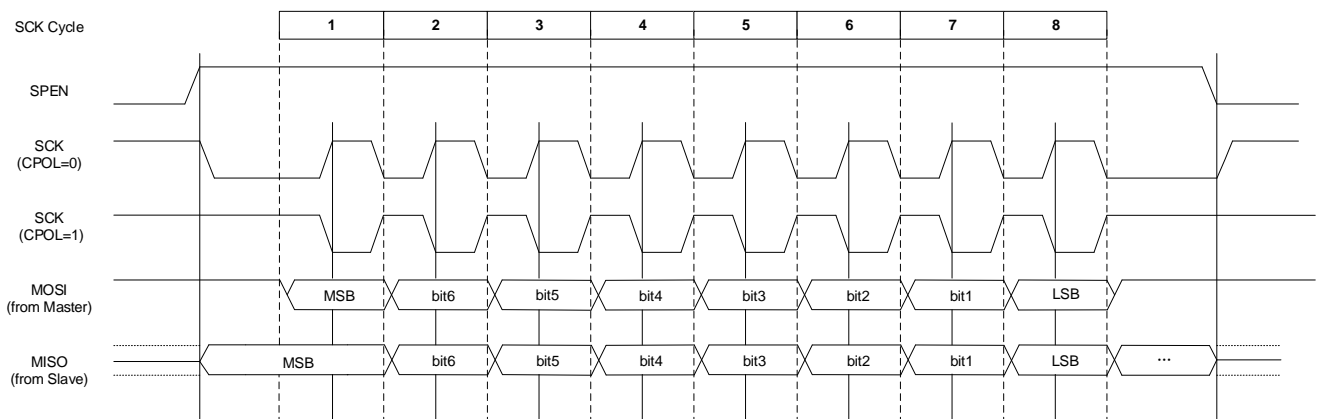 SCK Cycle 1 2 3 4 5 6 7 8
SPEN
SCK
(CPOL=0)
SCK
(CPOL=1)
MOSI
(from Master)
MSB bit6 bit5 bit4 bit3 bit2 bit1 LSB
MISO
(from Slave)
MSB bit6 bit5 bit4 bit3 bit2 bit1 LSB ...